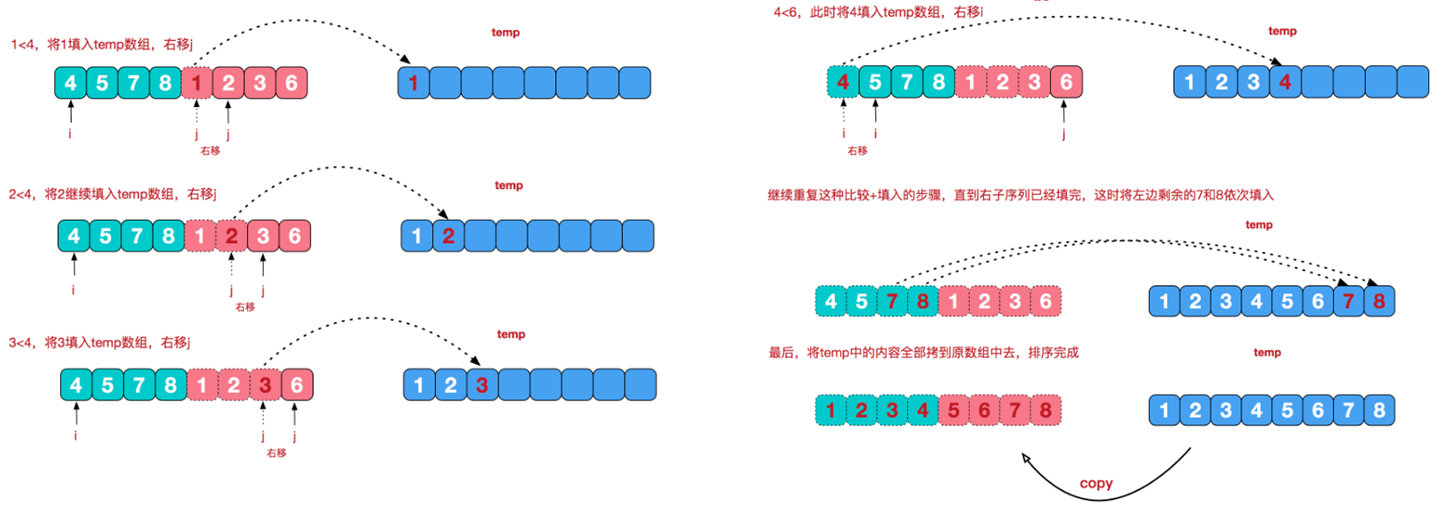 1<4，将1填入temp数组，右移j
temp
4 5 7 8 1 2 3 6
1
i j j
右移
2<4，将2继续填入temp数组，右移j
temp
4 5 7 8 1 2 3 6
1 2
i j j
右移
3<4，将3填入temp数组，右移j
temp
4 5 7 8 1 2 3 6
1 2 3
i j j
右移
4<6，此时将4填入temp数组，右移i
temp
4 5 7 8 1 2 3 6
1 2 3 4
i i j
右移
继续重复这种比较+填入的步骤，直到右子序列已经填完，这时将左边剩余的7和8依次填入
temp
4 5 7 8 1 2 3 6
1 2 3 4 5 6 7 8
最后，将temp中的内容全部拷到原数组中去，排序完成
temp
1 2 3 4 5 6 7 8
1 2 3 4 5 6 7 8
copy